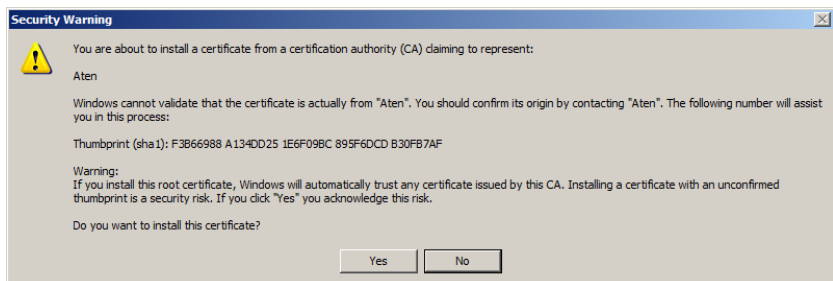 Security Warning
You are about to install a certificate from a certification authority (CA) claiming to represent:
Aten
Windows cannot validate that the certificate is actually from "Aten". You should confirm its origin by contacting "Aten". The following number will assist
you in this process:
Thumbprint (sha1): F3B66988 A134DD25 1E6F09BC 895F6DCD B30FB7AF
Warning:
If you install this root certificate, Windows will automatically trust any certificate issued by this CA. Installing a certificate with an unconfirmed
thumbprint is a security risk. If you click "Yes" you acknowledge this risk.
Do you want to install this certificate?
Yes
No